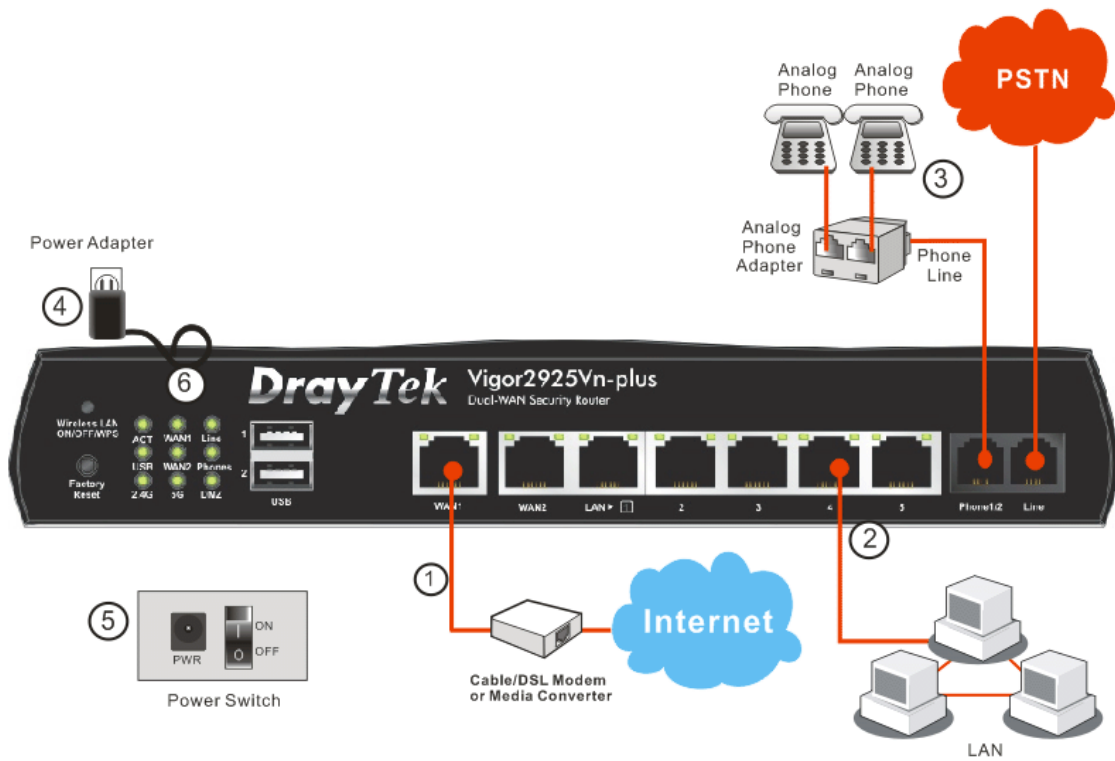 Analog
Phone
Analog
Phone
PSTN
3
Analog
Phone
Adapter
Phone
Line
Power Adapter
4
6
DrayTek
Vigor2925Vn-plus
Dual-WAN Security Router
Wireless LAN
ON/OFF/WPS
Factory
Reset
ACT WAN1 Line
USB WAN2 Phones
2.4G 5G DMZ
1
2
USB
WAN1
WAN2
LAN 1
2
3
4
5
Phone1/2
Line
1
2
5
PWR
ON
OFF
I
0
Power Switch
Internet
Cable/DSL Modem
or Media Converter
LAN